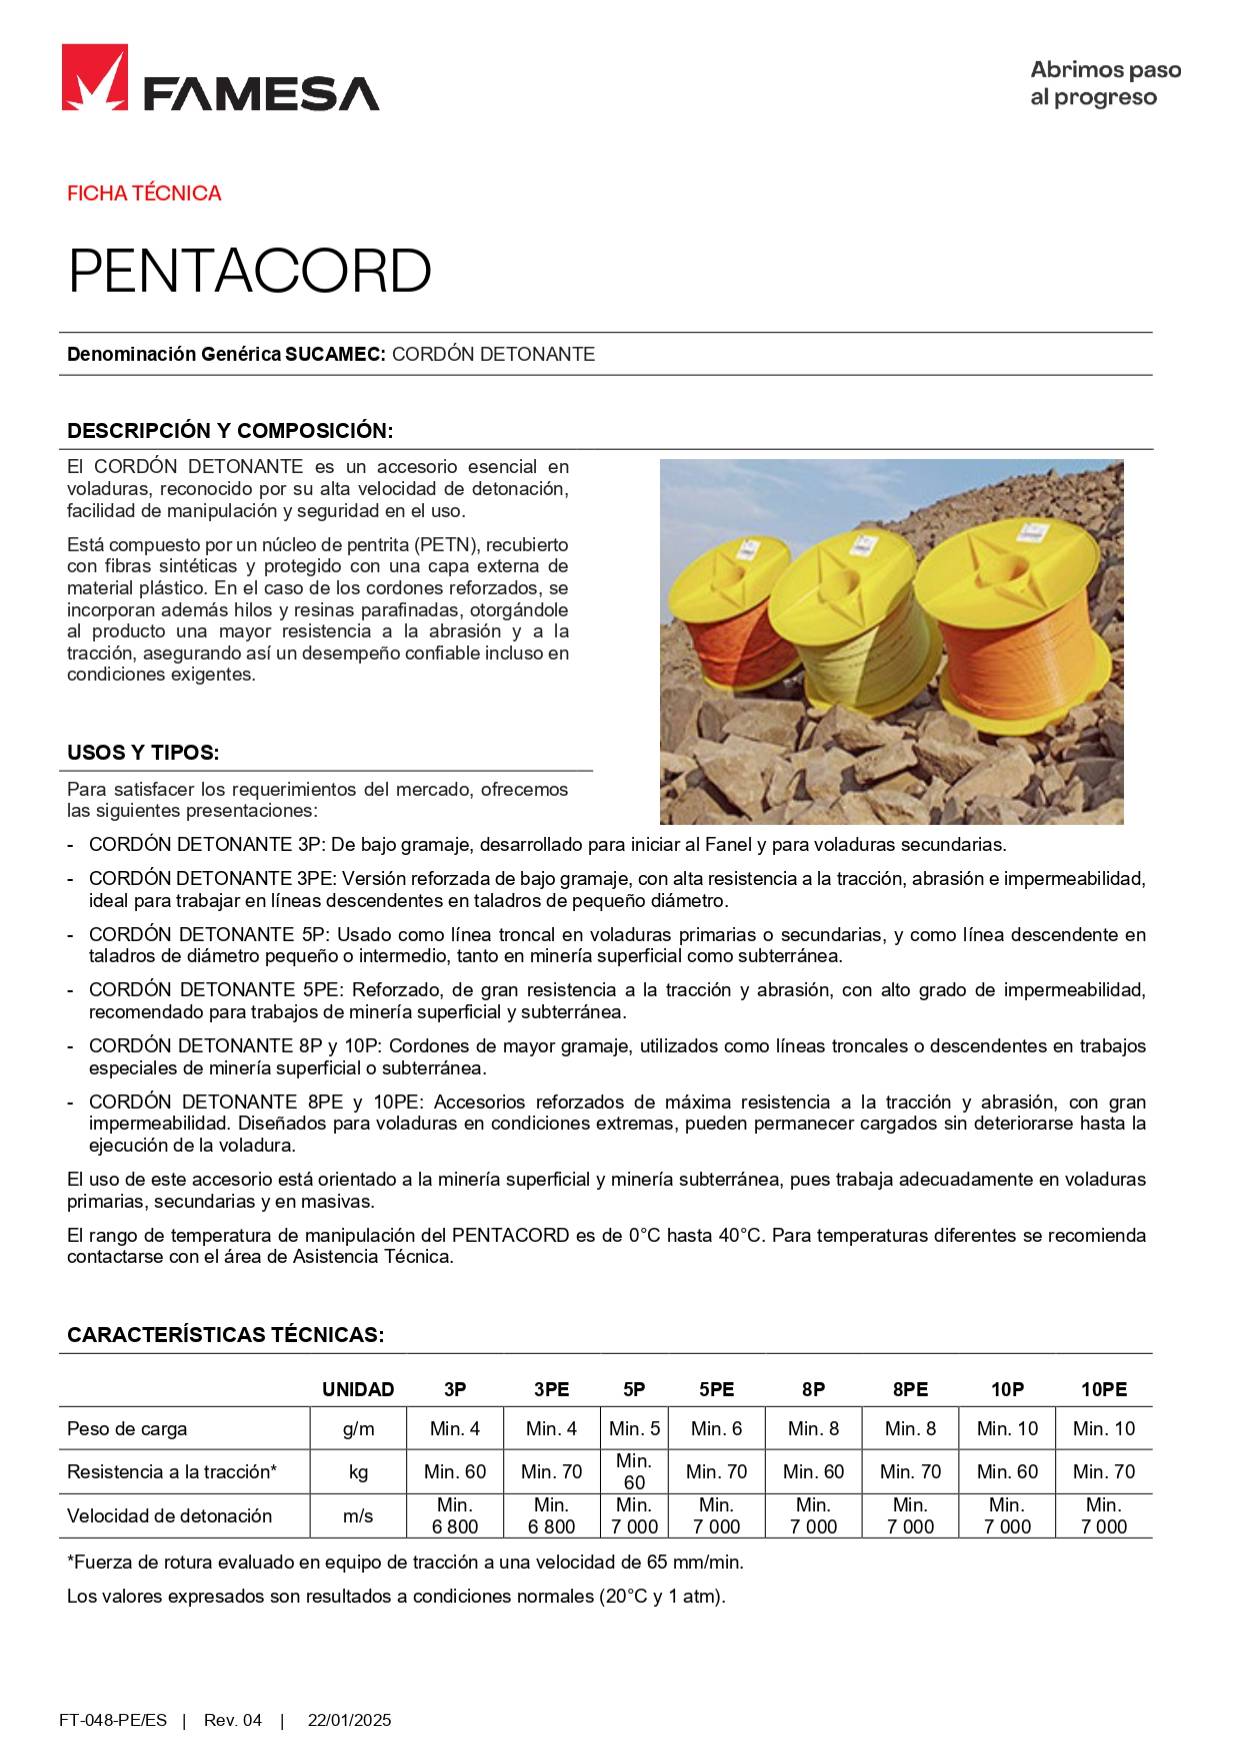 FAMESA
Abrimos paso
al progreso
FICHA TÉCNICA
PENTACORD
Denominación Genérica SUCAMEC: CORDÓN DETONANTE
DESCRIPCIÓN Y COMPOSICIÓN:
El CORDÓN DETONANTE es un accesorio esencial en
voladuras, reconocido por su alta velocidad de detonación,
facilidad de manipulación y seguridad en el uso.
Está compuesto por un núcleo de pentrita (PETN), recubierto
con fibras sintéticas y protegido con una capa externa de
material plástico. En el caso de los cordones reforzados, se
incorporan además hilos y resinas parafinadas, otorgándole
al producto una mayor resistencia a la abrasión y a la
tracción, asegurando así un desempeño confiable incluso en
condiciones exigentes.
USOS Y TIPOS:
Para satisfacer los requerimientos del mercado, ofrecemos
las siguientes presentaciones:
- CORDÓN DETONANTE 3P: De bajo gramaje, desarrollado para iniciar al Fanel y para voladuras secundarias.
- CORDÓN DETONANTE 3PE: Versión reforzada de bajo gramaje, con alta resistencia a la tracción, abrasión e impermeabilidad,
ideal para trabajar en líneas descendentes en taladros de pequeño diámetro.
- CORDÓN DETONANTE 5P: Usado como línea troncal en voladuras primarias o secundarias, y como línea descendente en
taladros de diámetro pequeño o intermedio, tanto en minería superficial como subterránea.
- CORDÓN DETONANTE 5PE: Reforzado, de gran resistencia a la tracción y abrasión, con alto grado de impermeabilidad,
recomendado para trabajos de minería superficial y subterránea.
- CORDÓN DETONANTE 8P y 10P: Cordones de mayor gramaje, utilizados como líneas troncales o descendentes en trabajos
especiales de minería superficial o subterránea.
- CORDÓN DETONANTE 8PE y 10PE: Accesorios reforzados de máxima resistencia a la tracción y abrasión, con gran
impermeabilidad. Diseñados para voladuras en condiciones extremas, pueden permanecer cargados sin deteriorarse hasta la
ejecución de la voladura.
El uso de este accesorio está orientado a la minería superficial y minería subterránea, pues trabaja adecuadamente en voladuras
primarias, secundarias y en masivas.
El rango de temperatura de manipulación del PENTACORD es de 0°C hasta 40°C. Para temperaturas diferentes se recomienda
contactarse con el área de Asistencia Técnica.
CARACTERÍSTICAS TÉCNICAS:
UNIDAD 3P 3PE 5P 5PE 8P 8PE 10P 10PE
Peso de carga g/m Min. 4 Min. 4 Min. 5 Min. 6 Min. 8 Min. 8 Min. 10 Min. 10
Resistencia a la tracción* kg Min. 60 Min. 70 Min. 60 Min. 70 Min. 60 Min. 70 Min. 60 Min. 70
Velocidad de detonación m/s Min. 6 800 Min. 6 800 Min. 7 000 Min. 7 000 Min. 7 000 Min. 7 000 Min. 7 000 Min. 7 000
*Fuerza de rotura evaluado en equipo de tracción a una velocidad de 65 mm/min.
Los valores expresados son resultados a condiciones normales (20°C y 1 atm).
FT-048-PE/ES | Rev. 04 | 22/01/2025